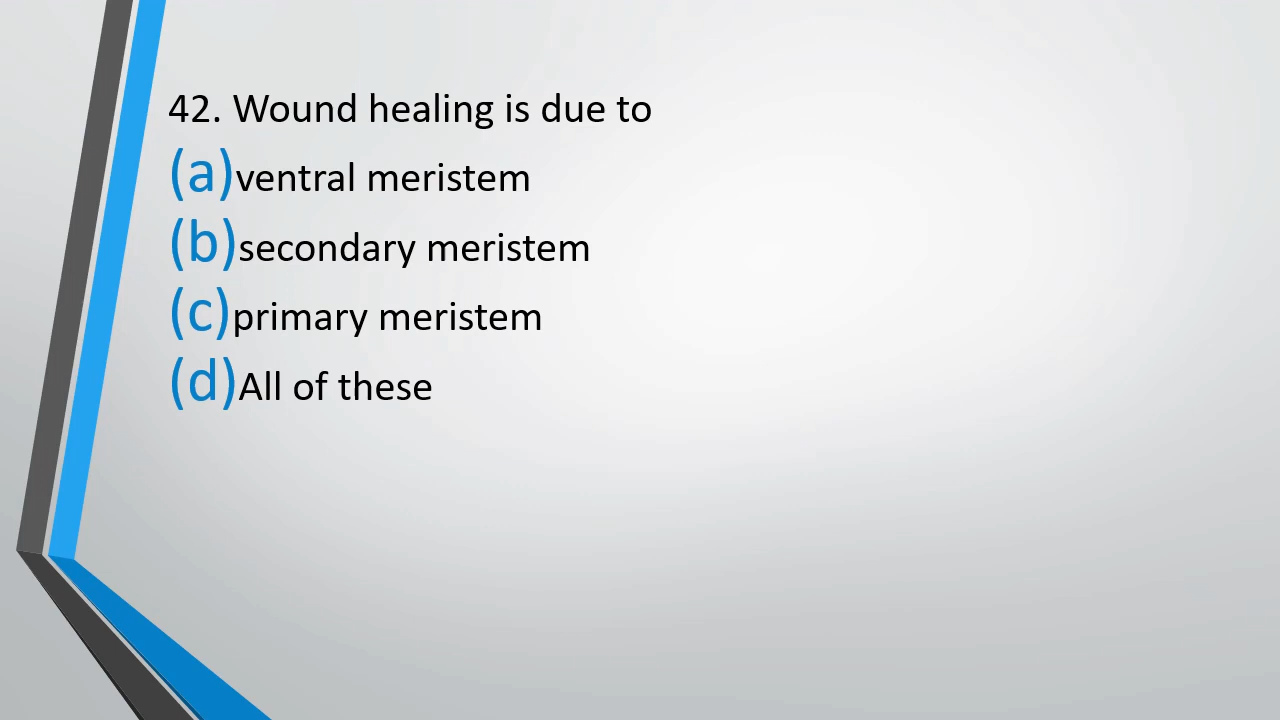 42. Wound healing is due to
(a)ventral meristem
(b)secondary meristem
(c)primary meristem
(d)All of these